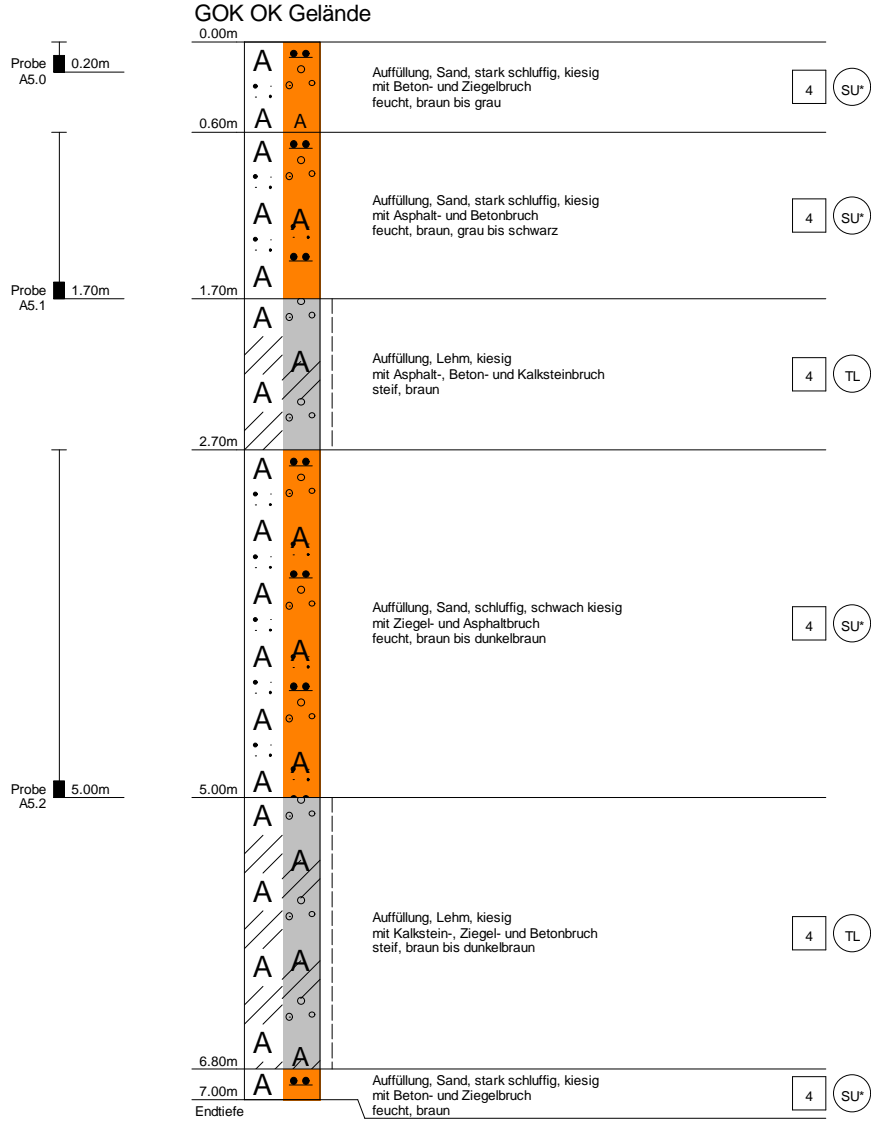 GOK OK Gelände
0.00m
Probe
A5.0
0.20m
A
A
A
Auffüllung, Sand, stark schluffig, kiesig
mit Beton- und Ziegelbruch
feucht, braun bis grau
4
SU*
0.60m
A
A
A
A
Auffüllung, Sand, stark schluffig, kiesig
mit Asphalt- und Betonbruch
feucht, braun, grau bis schwarz
4
SU*
Probe
A5.1
1.70m
1.70m
A
A
A
Auffüllung, Lehm, kiesig
mit Asphalt-, Beton- und Kalksteinbruch
steif, braun
4
TL
2.70m
A
A
A
A
A
A
A
A
A
Auffüllung, Sand, schluffig, schwach kiesig
mit Ziegel- und Asphaltbruch
feucht, braun bis dunkelbraun
4
SU*
Probe
A5.2
5.00m
5.00m
A
A
A
A
A
A
A
Auffüllung, Lehm, kiesig
mit Kalkstein-, Ziegel- und Betonbruch
steif, braun bis dunkelbraun
4
TL
6.80m
A
Auffüllung, Sand, stark schluffig, kiesig
mit Beton- und Ziegelbruch
feucht, braun
4
SU*
7.00m
Endtiefe